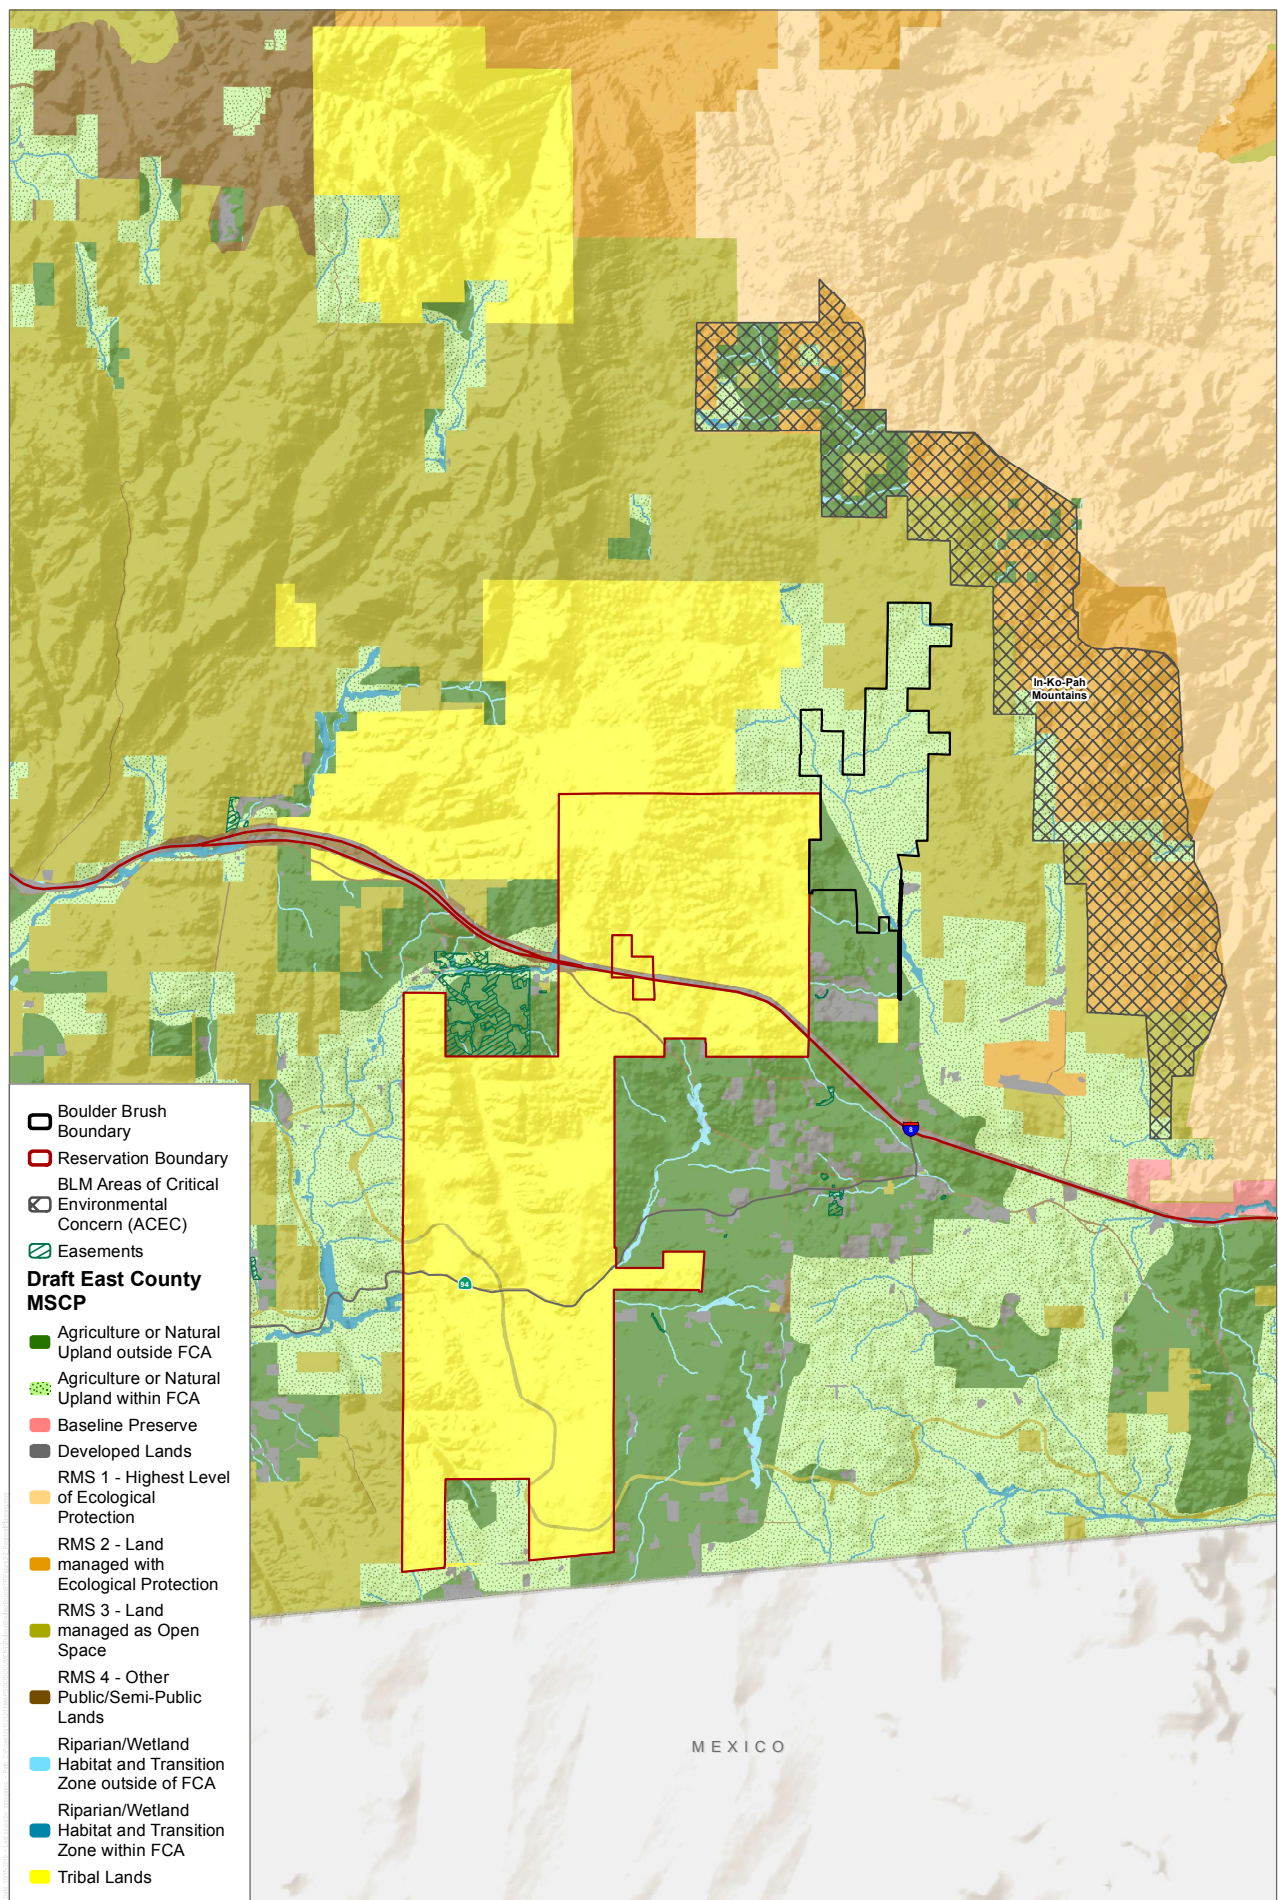 In-Ko-Pah
Mountains
8
94
MEXICO
Boulder Brush
Boundary
Reservation Boundary
BLM Areas of Critical
Environmental
Concern (ACEC)
Easements
Draft East County
MSCP
Agriculture or Natural
Upland outside FCA
Agriculture or Natural
Upland within FCA
Baseline Preserve
Developed Lands
RMS 1 - Highest Level
of Ecological
Protection
RMS 2 - Land
managed with
Ecological Protection
RMS 3 - Land
managed as Open
Space
RMS 4 - Other
Public/Semi-Public
Lands
Riparian/Wetland
Habitat and Transition
Zone outside of FCA
Riparian/Wetland
Habitat and Transition
Zone within FCA
Tribal Lands